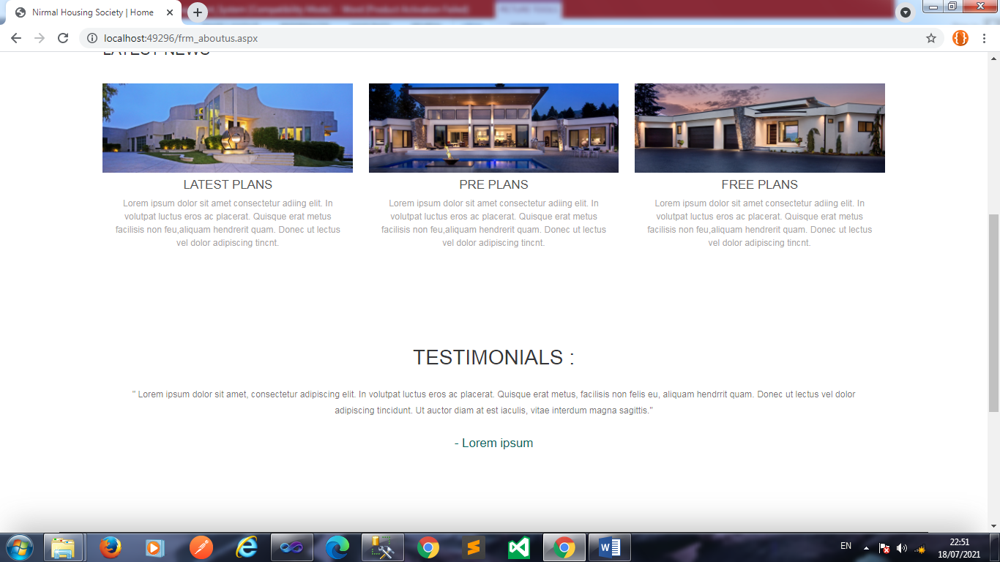 Nirmal Housing Society | Home
localhost:49296/frm_aboutus.aspx
LATEST NEWS
LATEST PLANS
Lorem ipsum dolor sit amet consectetur adiing elit. In
volutpat luctus eros ac placerat. Quisque erat metus
facilisis non feu,aliquam hendrerit quam. Donec ut lectus
vel dolor adipiscing tincnt.
PRE PLANS
Lorem ipsum dolor sit amet consectetur adiing elit. In
volutpat luctus eros ac placerat. Quisque erat metus
facilisis non feu,aliquam hendrerit quam. Donec ut lectus
vel dolor adipiscing tincnt.
FREE PLANS
Lorem ipsum dolor sit amet consectetur adiing elit. In
volutpat luctus eros ac placerat. Quisque erat metus
facilisis non feu,aliquam hendrerit quam. Donec ut lectus
vel dolor adipiscing tincnt.
TESTIMONIALS :
" Lorem ipsum dolor sit amet, consectetur adipiscing elit. In volutpat luctus eros ac placerat. Quisque erat metus, facilisis non felis eu, aliquam hendrrit quam. Donec ut lectus vel dolor
adipiscing tincidunt. Ut auctor diam at est iaculis, vitae interdum magna sagittis."
- Lorem ipsum
EN
22:51
18/07/2021